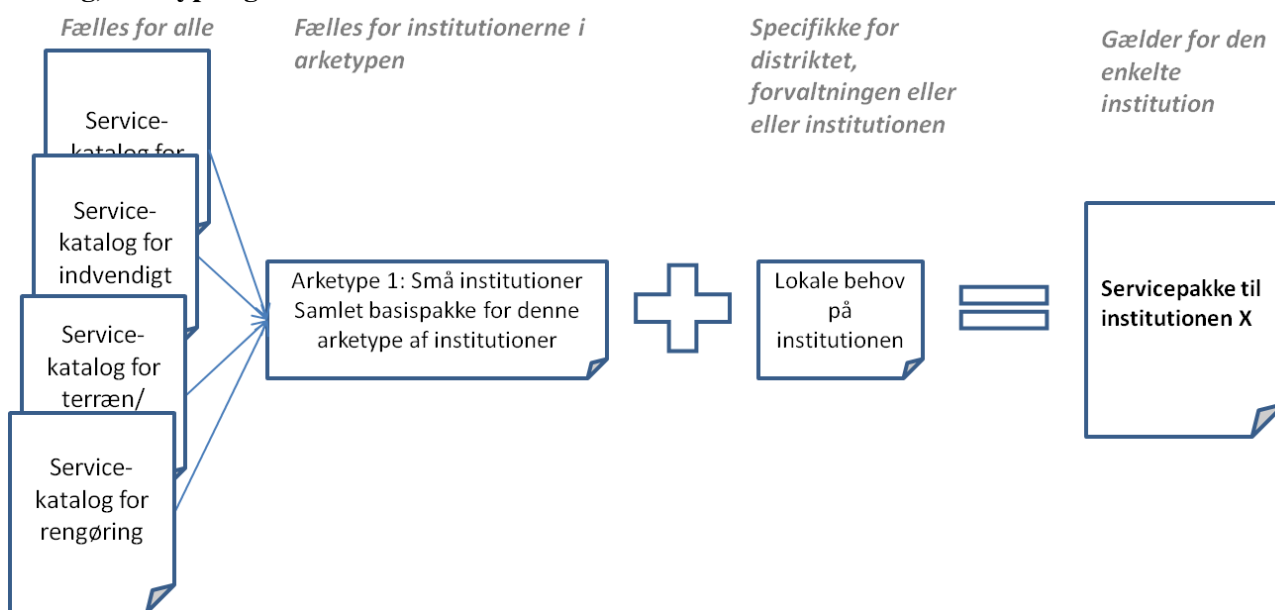 Fælles for alle
Fælles for institutionerne i
arketypen
Specifikke for
distriktet,
forvaltningen eller
eller institutionen
Gælder for den
enkelte
institution
Service-
katalog for
Service-
katalog for
indvendigt
Service-
katalog for
terræn/
Service-
katalog for
rengøring
Arketype 1: Små institutioner
Samlet basispakke for denne
arketype af institutioner
Lokale behov
på
institutionen
Servicepakke til
institutionen X